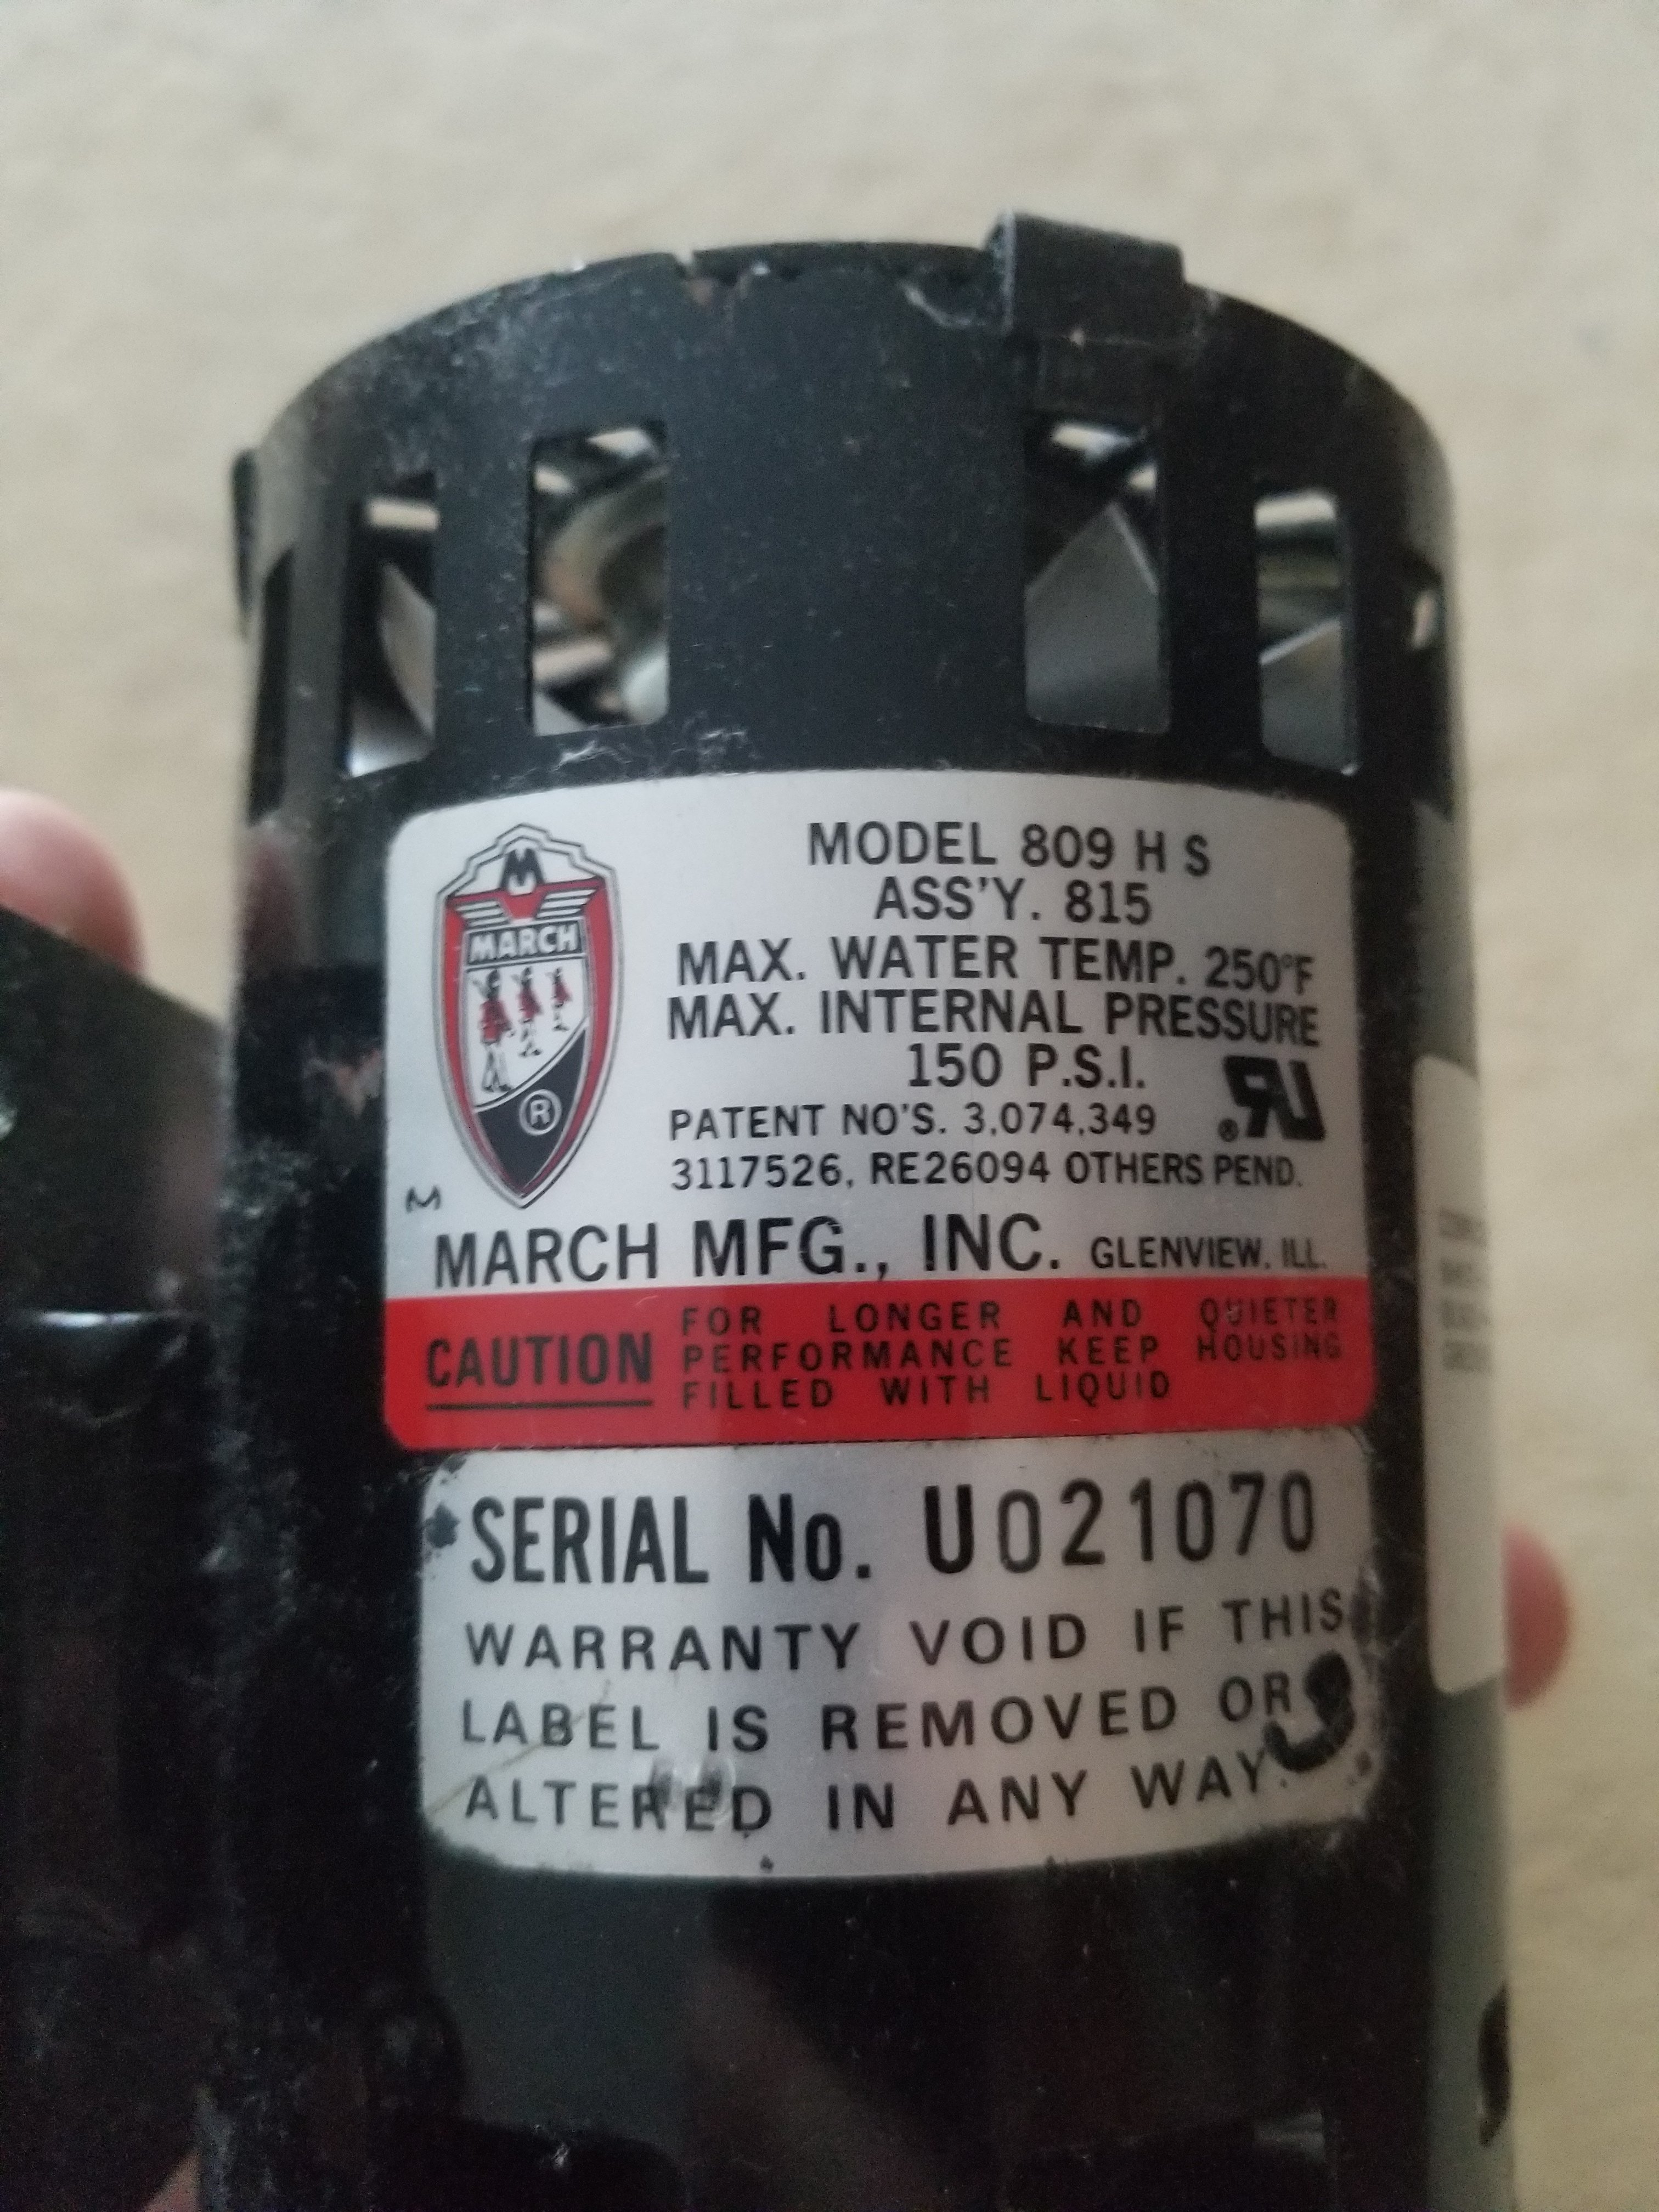 MODEL 809 H S
ASS'Y. 815
MAX. WATER TEMP. 250°F
MAX. INTERNAL PRESSURE
150 P.S.I.
PATENT NO'S. 3,074,349
3117526, RE26094 OTHERS PEND.
M
MARCH
®
M
MARCH MFG., INC. GLENVIEW, ILL.
CAUTION
FOR LONGER AND QUIETER
PERFORMANCE KEEP HOUSING
FILLED WITH LIQUID
SERIAL No. U021070
WARRANTY VOID IF THIS
LABEL IS REMOVED OR
ALTERED IN ANY WAY.